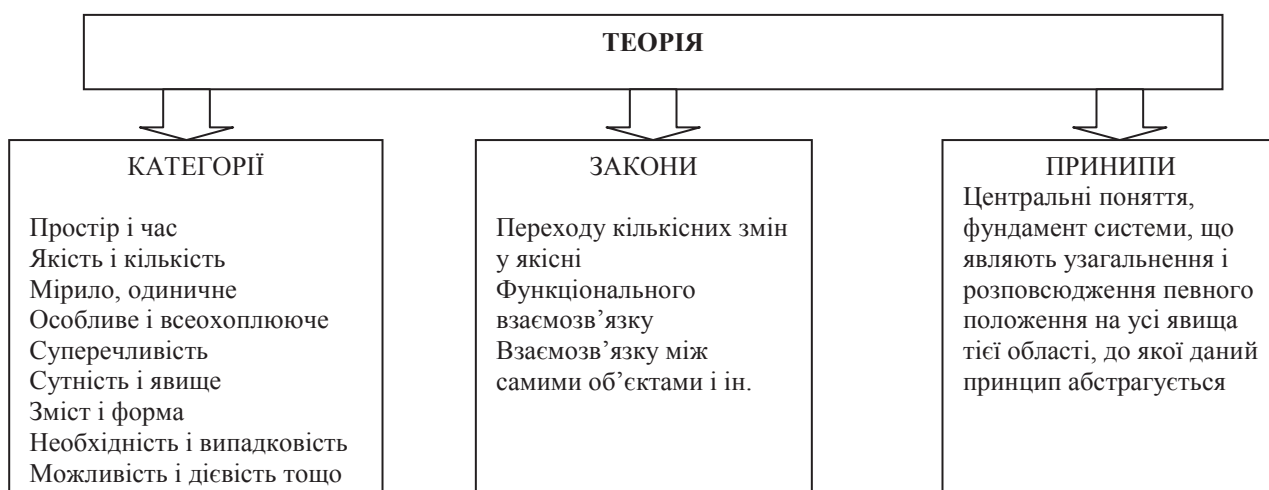 ТЕОРІЯ
КАТЕГОРІЇ
Простір і час
Якість і кількість
Мірило, одиничне
Особливе і всеохоплююче
Суперечливість
Сутність і явище
Зміст і форма
Необхідність і випадковість
Можливість і дієвість тощо
ЗАКОНИ
Переходу кількісних змін
у якісні
Функціонального
взаємозв’язку
Взаємозв’язку між
самими об’єктами і ін.
ПРИНИПИ
Центральні поняття,
фундамент системи, що
являють узагальнення і
розповсюдження певного
положення на усі явища
тієї області, до якої даний
принцип абстрагується